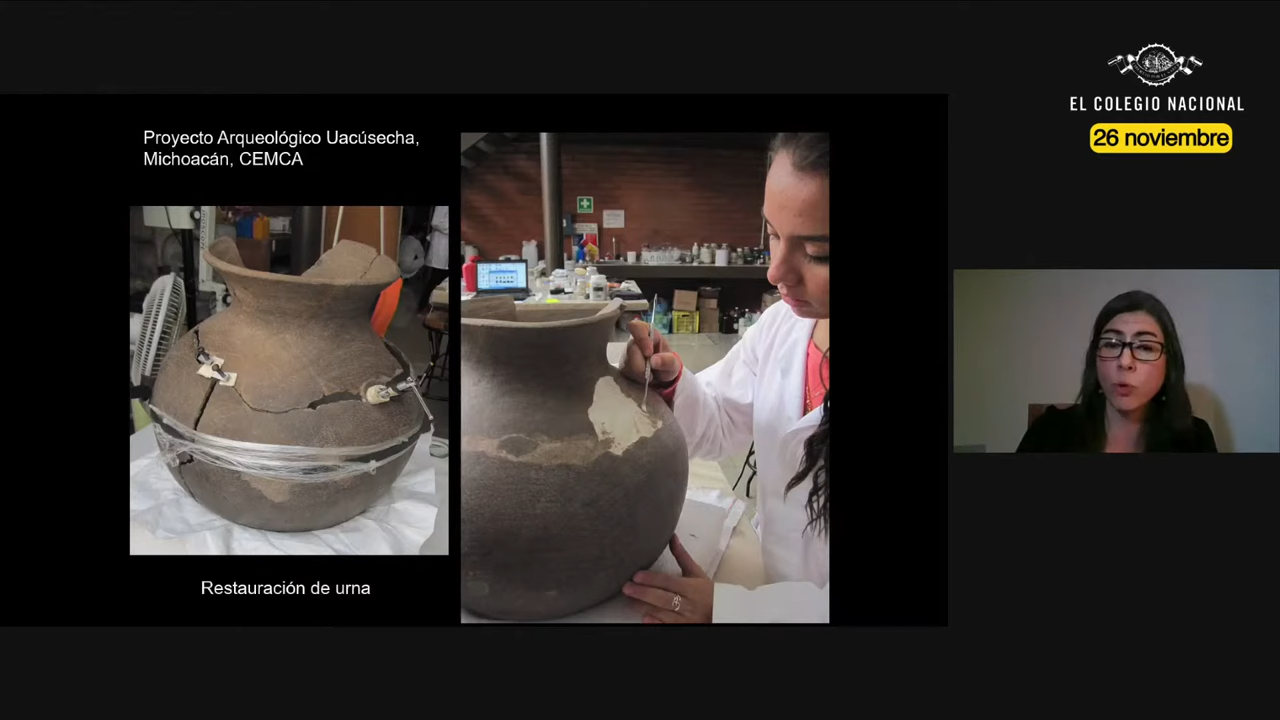 Proyecto Arqueológico Uacúsecha,
Michoacán, CEMCA
Restauración de urna
EL COLEGIO NACIONAL
26 noviembre